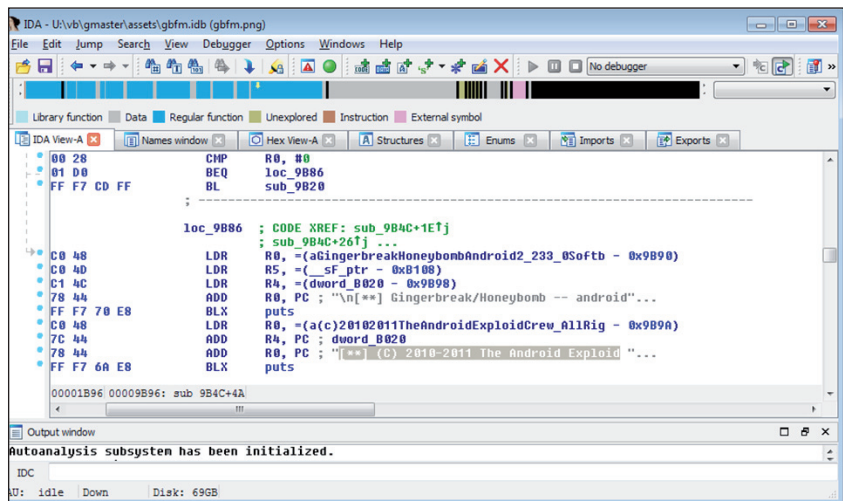 IDA - U:\vb\gmaster\assets\gbfm.idb (gbfm.png)
File Edit Jump Search View Debugger Options Windows Help
No debugger
Library function Data Regular function Unexplored Instruction External symbol
IDA View-A Names window Hex View-A Structures Enums Imports Exports
00 28 CMP R0, #0
01 D0 BEQ loc_9B86
FF F7 CD FF BL sub_9B20
; ---------------------------------------------------------------------------
loc_9B86 ; CODE XREF: sub_9B4C+1E↑j
; sub_9B4C+26↑j ...
C0 48 LDR R0, =(aGingerbreakHoneybombAndroid2_233_0Softb - 0x9B90)
C0 4D LDR R5, =(__sF_ptr - 0xB108)
C1 4C LDR R4, =(dword_B020 - 0x9B98)
78 44 ADD R0, PC ; "\n[**] Gingerbreak/Honeybomb -- android"...
FF F7 70 E8 BLX puts
C0 48 LDR R0, =(a(c)20102011TheAndroidExploidCrew_AllRig - 0x9B9A)
7C 44 ADD R4, PC ; dword_B020
78 44 ADD R0, PC ; "[**] (C) 2010-2011 The Android Exploid "...
FF F7 6A E8 BLX puts
00001B96 00009B96: sub 9B4C+4A
Output window
Autoanalysis subsystem has been initialized.
IDC
AU: idle Down Disk: 69GB